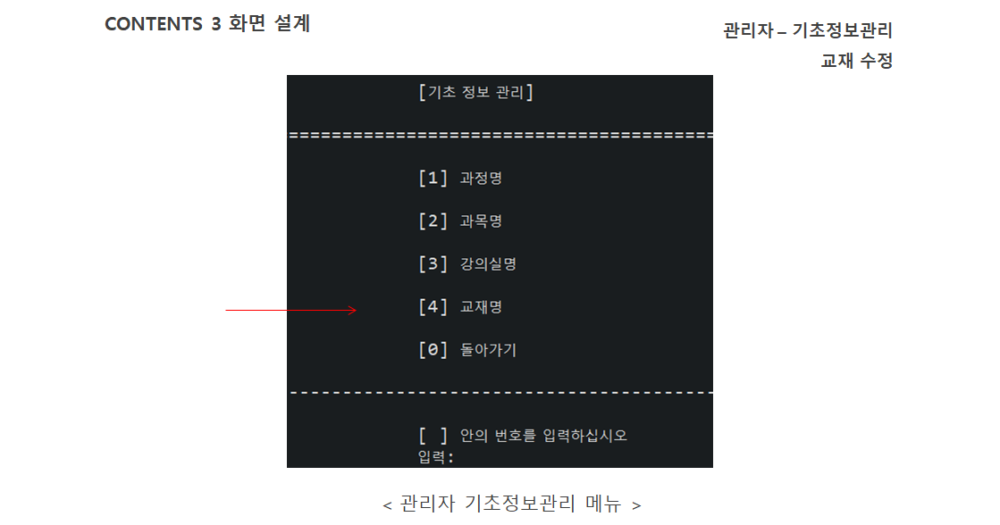 CONTENTS 3 화면 설계
관리자 – 기초정보관리
교재 수정
[기초 정보 관리]
========================================
[1] 과정명
[2] 과목명
[3] 강의실명
[4] 교재명
[0] 돌아가기
----------------------------------------
[ ] 안의 번호를 입력하십시오
입력:
< 관리자 기초정보관리 메뉴 >